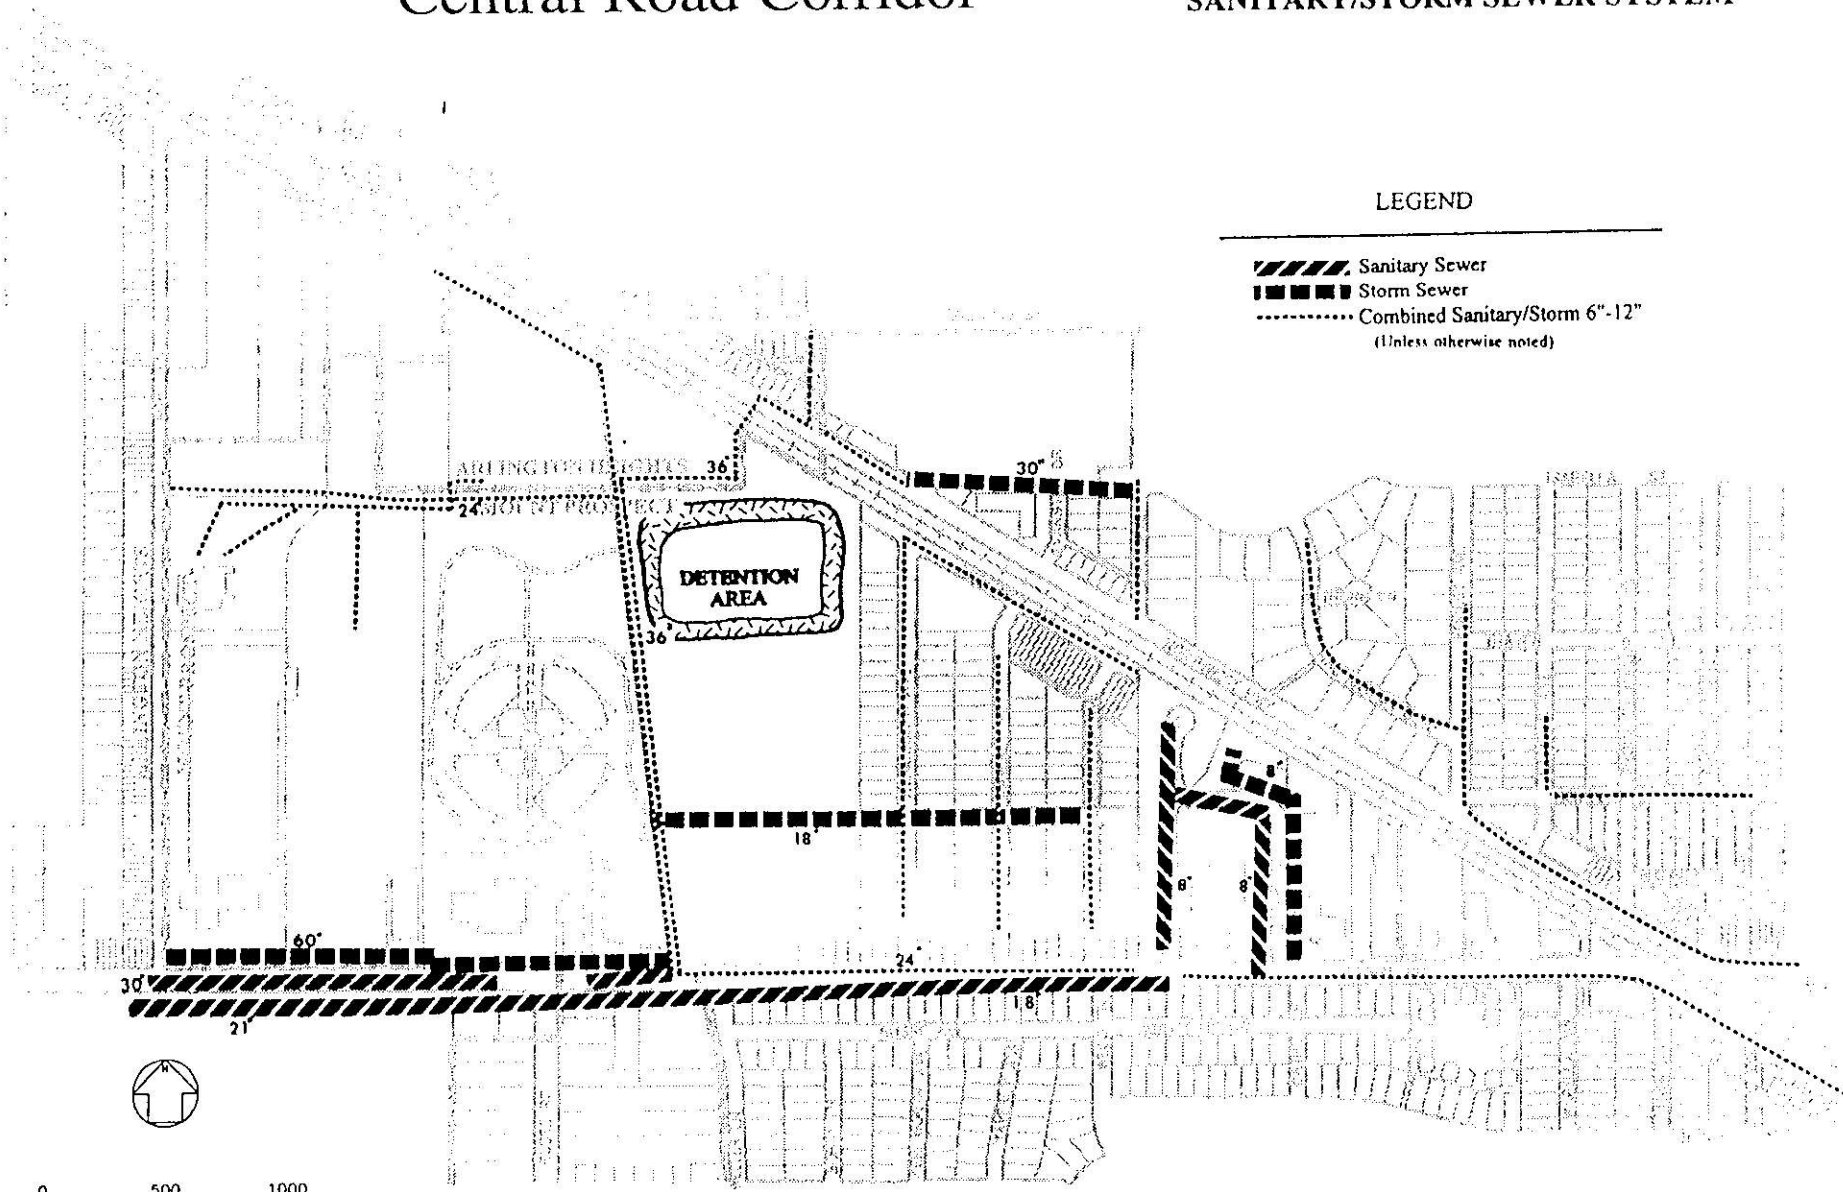 Central Road Corridor
SANITARY/STORM SEWER SYSTEM
LEGEND
Sanitary Sewer
Storm Sewer
Combined Sanitary/Storm 6"-12"
(Unless otherwise noted)
ARLINGTON HEIGHTS
36"
30"
24"
MOUNT PROSPECT
DETENTION
AREA
36"
8"
18"
8"
8"
60"
24"
30"
18"
21"
N
0 500 1000